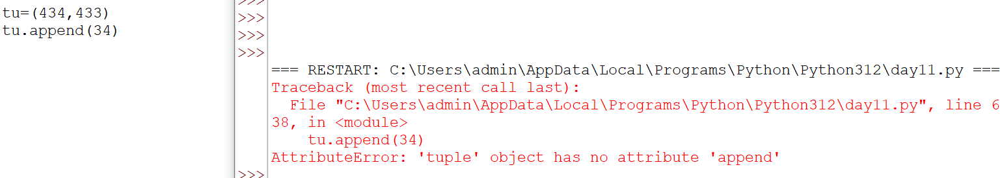 tu=(434,433)
tu.append(34)
>>>
>>>
>>>
>>>
=== RESTART: C:\Users\admin\AppData\Local\Programs\Python\Python312\day11.py ===
Traceback (most recent call last):
  File "C:\Users\admin\AppData\Local\Programs\Python\Python312\day11.py", line 6
38, in <module>
    tu.append(34)
AttributeError: 'tuple' object has no attribute 'append'
>>>